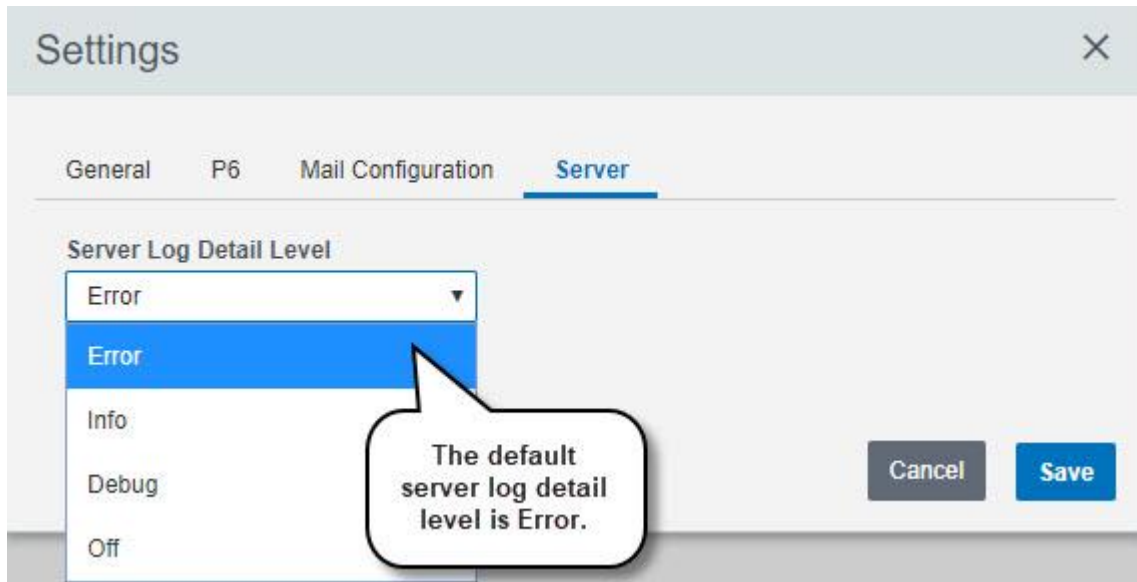 Settings
General P6 Mail Configuration Server
Server Log Detail Level
Error
Error
Info
Debug
Off
The default
server log detail
level is Error.
Cancel Save